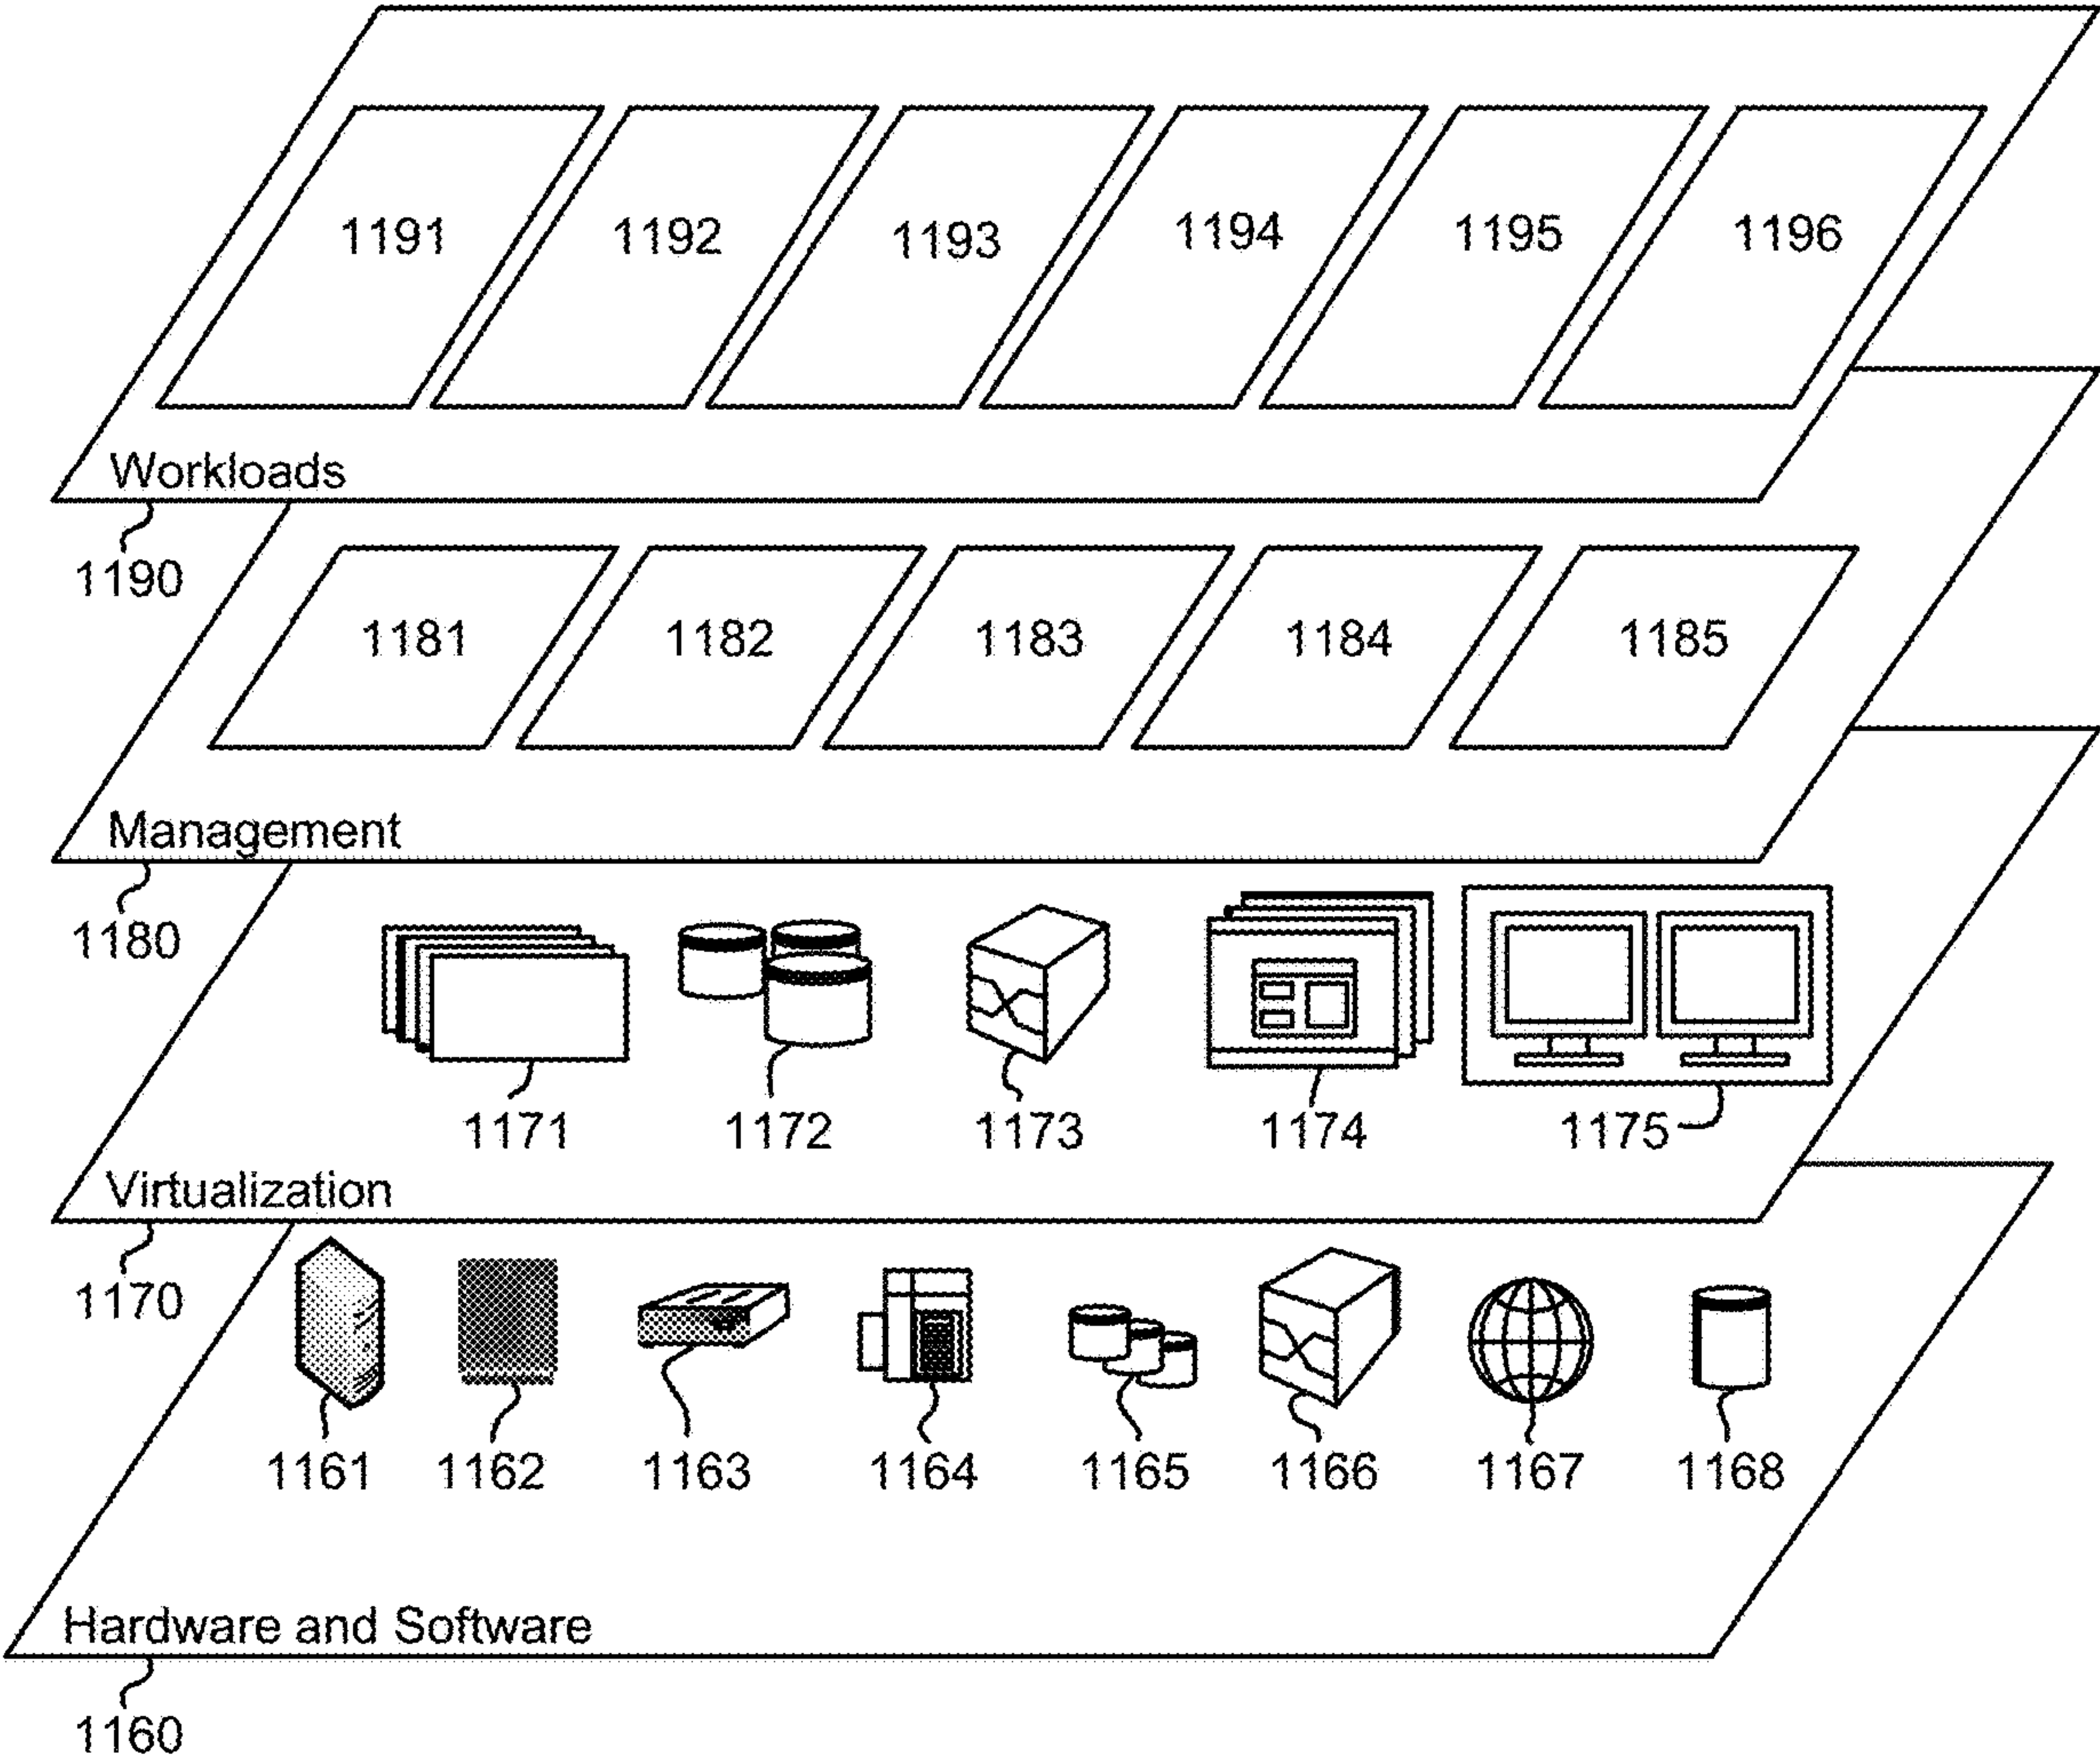 1191 1192 1193 1194 1195 1196
Workloads
1190
1181 1182 1183 1184 1185
Management
1180
1171 1172 1173 1174 1175
Virtualization
1170
1161 1162 1163 1164 1165 1166 1167 1168
Hardware and Software
1160